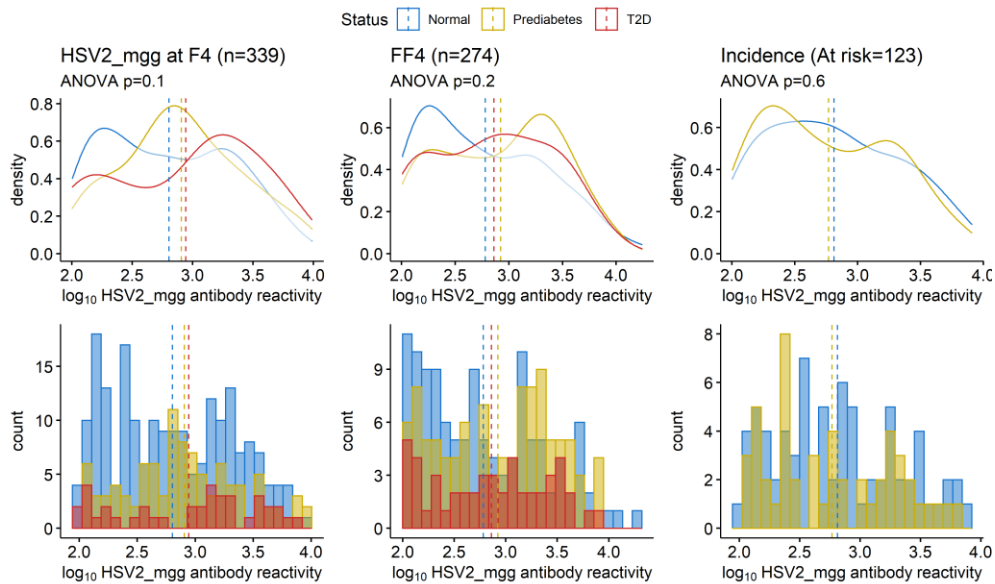 Status Normal Prediabetes T2D
HSV2_mgg at F4 (n=339)
ANOVA p=0.1
density
0.8
0.6
0.4
0.2
0.0
2.0 2.5 3.0 3.5 4.0
log10 HSV2_mgg antibody reactivity
FF4 (n=274)
ANOVA p=0.2
density
0.6
0.4
0.2
0.0
2.0 2.5 3.0 3.5 4.0
log10 HSV2_mgg antibody reactivity
Incidence (At risk=123)
ANOVA p=0.6
density
0.6
0.4
0.2
0.0
2.0 2.5 3.0 3.5 4.0
log10 HSV2_mgg antibody reactivity
count
15
10
5
0
2.0 2.5 3.0 3.5 4.0
log10 HSV2_mgg antibody reactivity
count
9
6
3
0
2.0 2.5 3.0 3.5 4.0
log10 HSV2_mgg antibody reactivity
count
8
6
4
2
0
2.0 2.5 3.0 3.5 4.0
log10 HSV2_mgg antibody reactivity